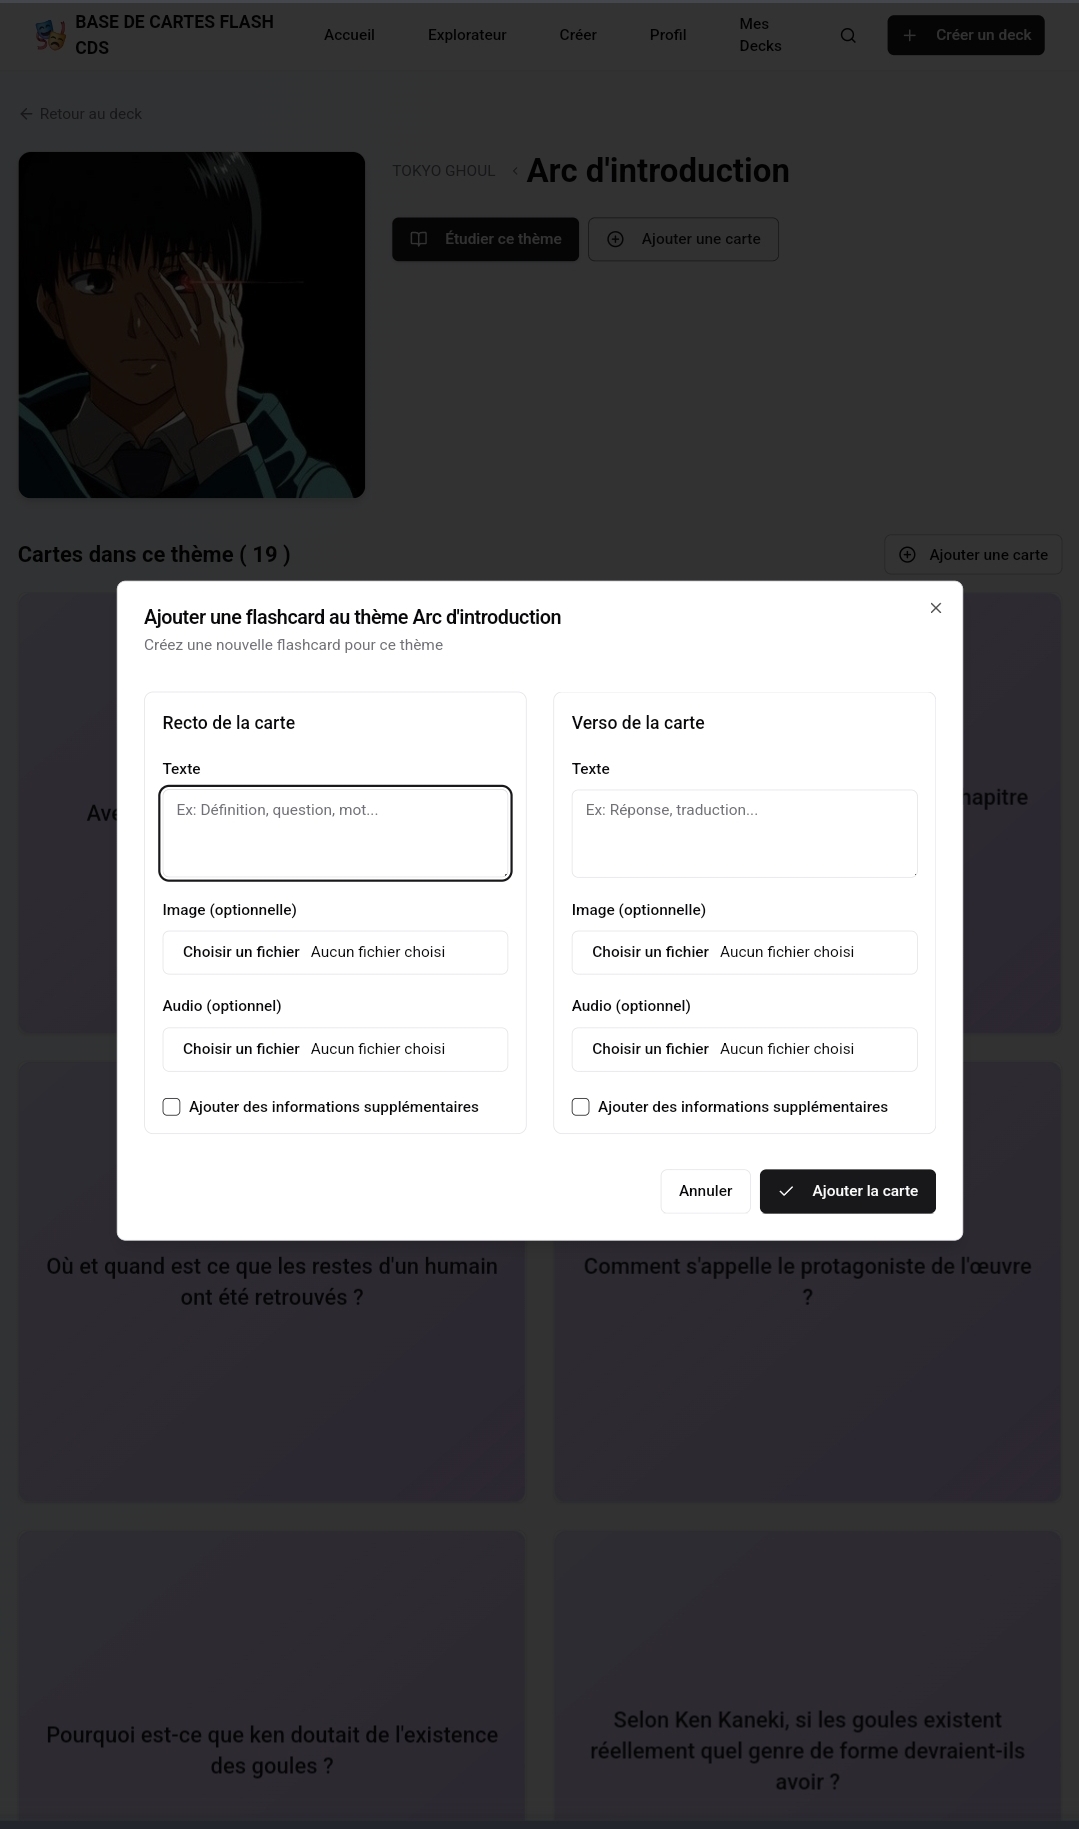 BASE DE CARTES FLASH
CDS
Accueil
Explorateur
Créer
Profil
Mes
Decks
Créer un deck
Retour au deck
TOKYO GHOUL
Arc d'introduction
Étudier ce thème
Ajouter une carte
Cartes dans ce thème ( 19 )
Ajouter une carte
Ajouter une flashcard au thème Arc d'introduction
Créez une nouvelle flashcard pour ce thème
Recto de la carte
Texte
Ex: Définition, question, mot...
Image (optionnelle)
Choisir un fichier Aucun fichier choisi
Audio (optionnel)
Choisir un fichier Aucun fichier choisi
Ajouter des informations supplémentaires
Verso de la carte
Texte
Ex: Réponse, traduction...
Image (optionnelle)
Choisir un fichier Aucun fichier choisi
Audio (optionnel)
Choisir un fichier Aucun fichier choisi
Ajouter des informations supplémentaires
Annuler
Ajouter la carte
Où et quand est ce que les restes d'un humain
ont été retrouvés ?
Comment s'appelle le protagoniste de l'œuvre
?
Pourquoi est-ce que ken doutait de l'existence
des goules ?
Selon Ken Kaneki, si les goules existent
réellement quel genre de forme devraient-ils
avoir ?